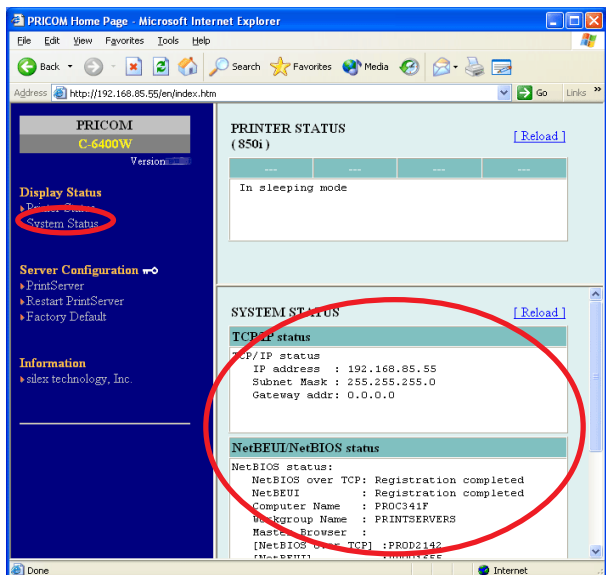 PRICOM Home Page - Microsoft Internet Explorer
File Edit View Favorites Tools Help
Back Search Favorites Media
Address http://192.168.85.55/en/index.htm Go Links »
PRICOM
C-6400W
Version
Display Status
Printer Status
System Status
Server Configuration
PrintServer
Restart PrintServer
Factory Default
Information
silex technology, Inc.
PRINTER STATUS
(850i)
[ Reload ]
--- --- --- ---
In sleeping mode
SYSTEM STATUS
[ Reload ]
TCP/IP status
TCP/IP status
IP address : 192.168.85.55
Subnet Mask : 255.255.255.0
Gateway addr: 0.0.0.0
NetBEUI/NetBIOS status
NetBIOS status:
NetBIOS over TCP: Registration completed
NetBEUI : Registration completed
Computer Name : PROC341F
Workgroup Name : PRINTSERVERS
Master Browser :
[NetBIOS over TCP] :PROD2142
[NetBEUI]
Done Internet